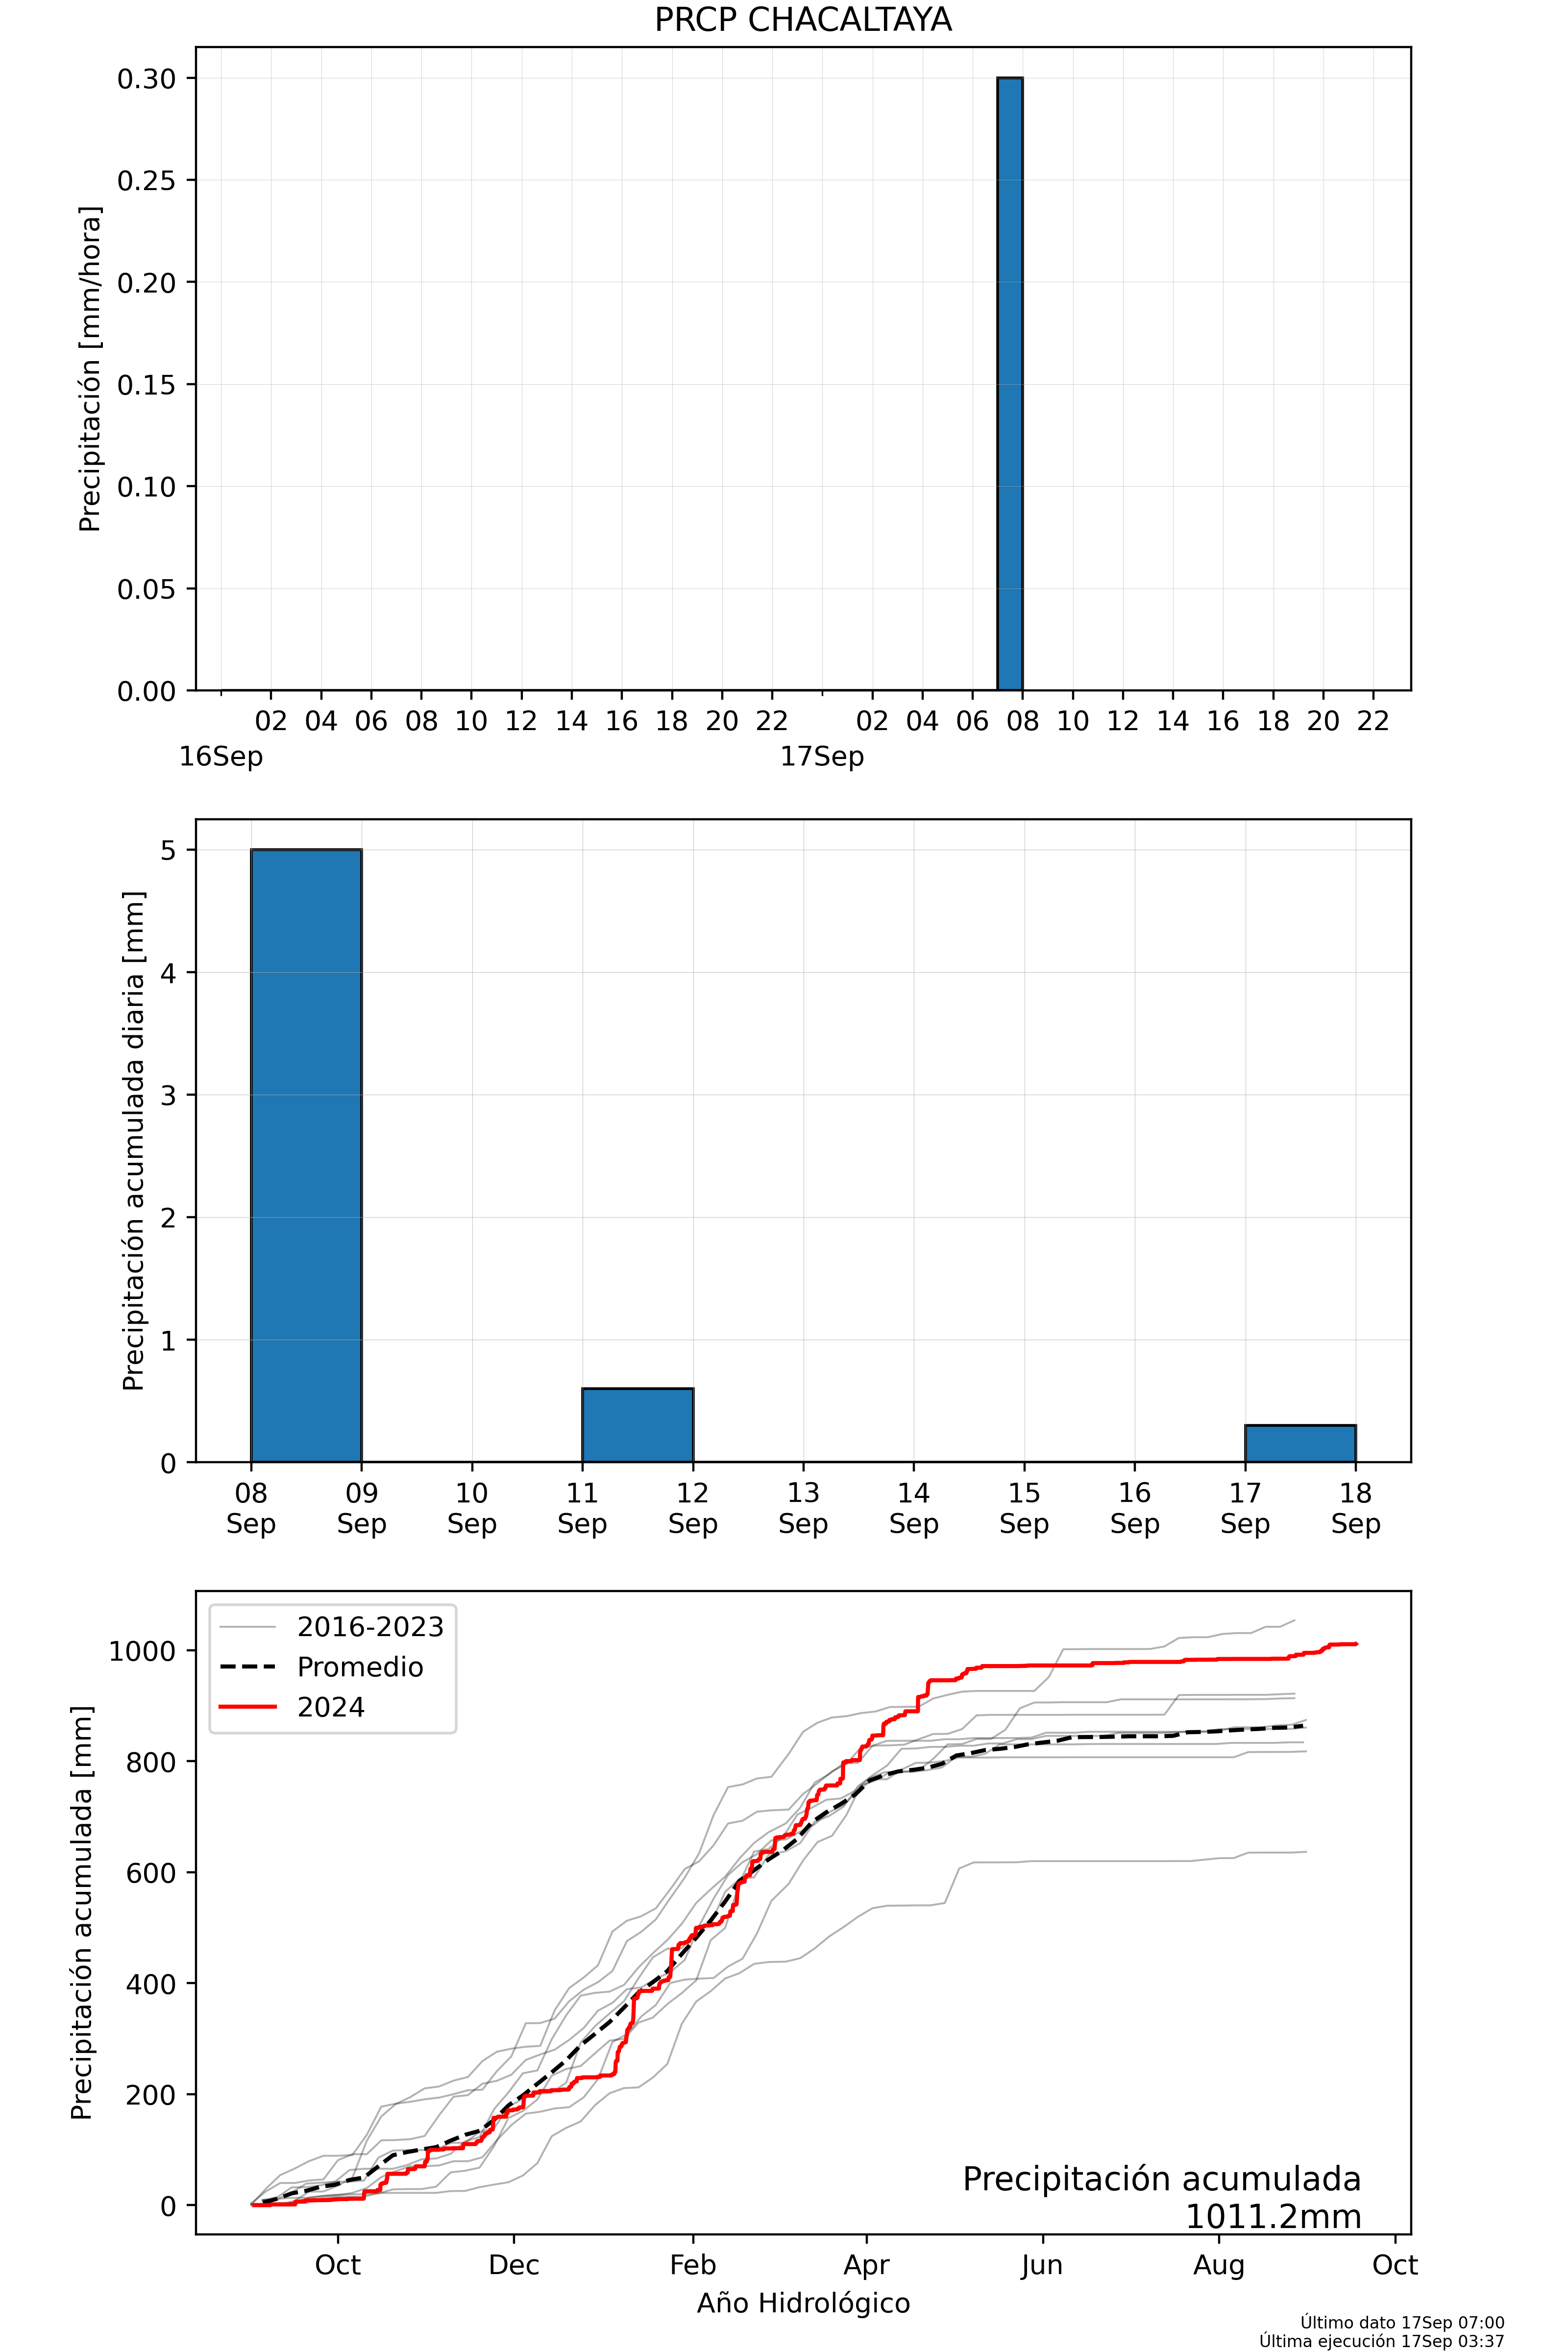 PRCP CHACALTAYA
Precipitación [mm/hora]
0.30
0.25
0.20
0.15
0.10
0.05
0.00
02 04 06 08 10 12 14 16 18 20 22 02 04 06 08 10 12 14 16 18 20 22
16Sep 17Sep
Precipitación acumulada diaria [mm]
5
4
3
2
1
0
08 09 10 11 12 13 14 15 16 17 18
Sep Sep Sep Sep Sep Sep Sep Sep Sep Sep Sep
Precipitación acumulada [mm]
1000
800
600
400
200
0
2016-2023
Promedio
2024
Precipitación acumulada
1011.2mm
Oct Dec Feb Apr Jun Aug Oct
Año Hidrológico
Último dato 17Sep 07:00
Última ejecución 17Sep 03:37